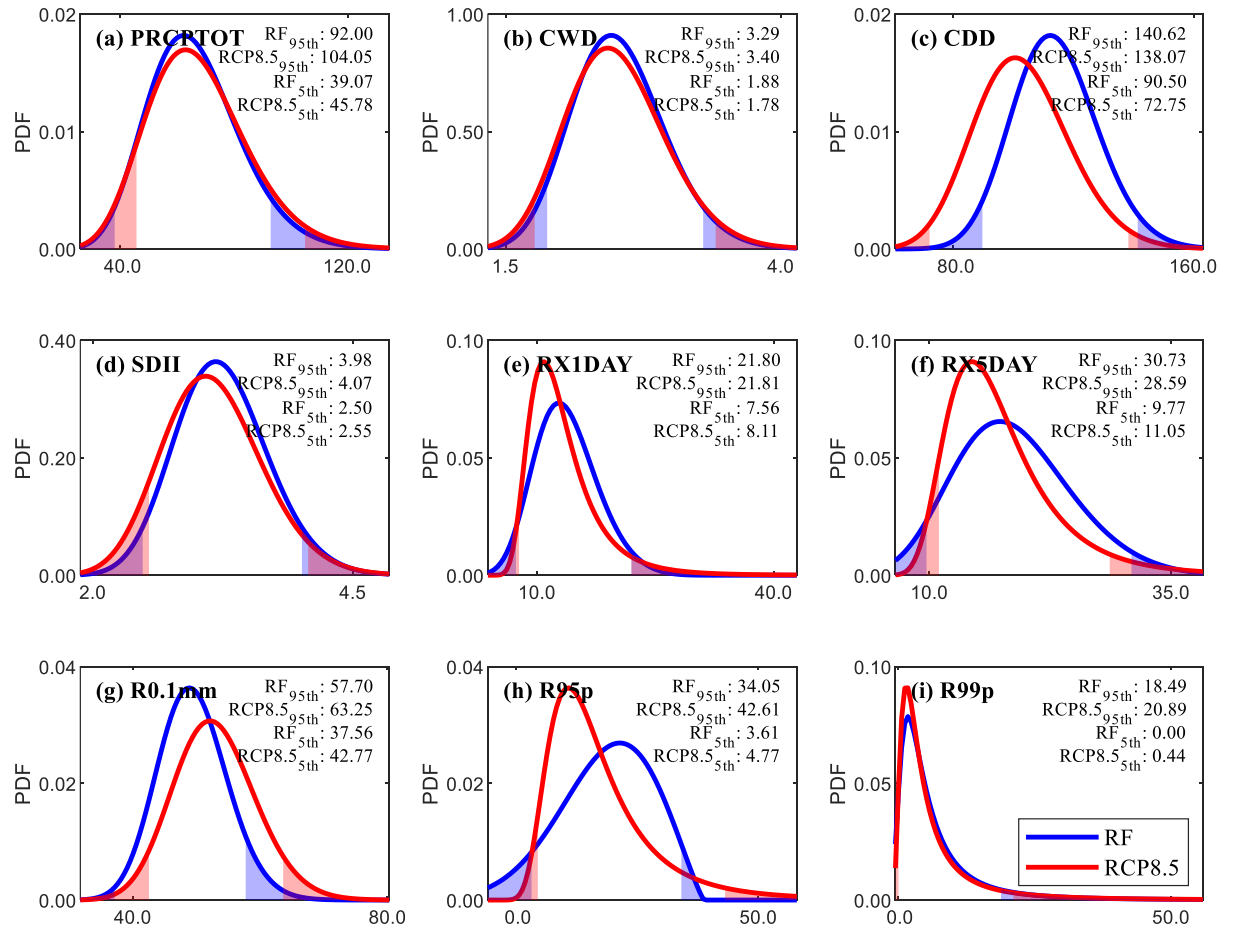 (a) PRCPTOT
RF95th: 92.00
RCP8.595th: 104.05
RF5th: 39.07
RCP8.55th: 45.78
PDF
0.02
0.01
0.00
40.0 120.0
(b) CWD
RF95th: 3.29
RCP8.595th: 3.40
RF5th: 1.88
RCP8.55th: 1.78
PDF
1.00
0.50
0.00
1.5 4.0
(c) CDD
RF95th: 140.62
RCP8.595th: 138.07
RF5th: 90.50
RCP8.55th: 72.75
PDF
0.02
0.01
0.00
80.0 160.0
(d) SDII
RF95th: 3.98
RCP8.595th: 4.07
RF5th: 2.50
RCP8.55th: 2.55
PDF
0.40
0.20
0.00
2.0 4.5
(e) RX1DAY
RF95th: 21.80
RCP8.595th: 21.81
RF5th: 7.56
RCP8.55th: 8.11
PDF
0.10
0.05
0.00
10.0 40.0
(f) RX5DAY
RF95th: 30.73
RCP8.595th: 28.59
RF5th: 9.77
RCP8.55th: 11.05
PDF
0.10
0.05
0.00
10.0 35.0
(g) R0.1mm
RF95th: 57.70
RCP8.595th: 63.25
RF5th: 37.56
RCP8.55th: 42.77
PDF
0.04
0.02
0.00
40.0 80.0
(h) R95p
RF95th: 34.05
RCP8.595th: 42.61
RF5th: 3.61
RCP8.55th: 4.77
PDF
0.04
0.02
0.00
0.0 50.0
(i) R99p
RF95th: 18.49
RCP8.595th: 20.89
RF5th: 0.00
RCP8.55th: 0.44
PDF
0.10
0.05
0.00
0.0 50.0
RF
RCP8.5